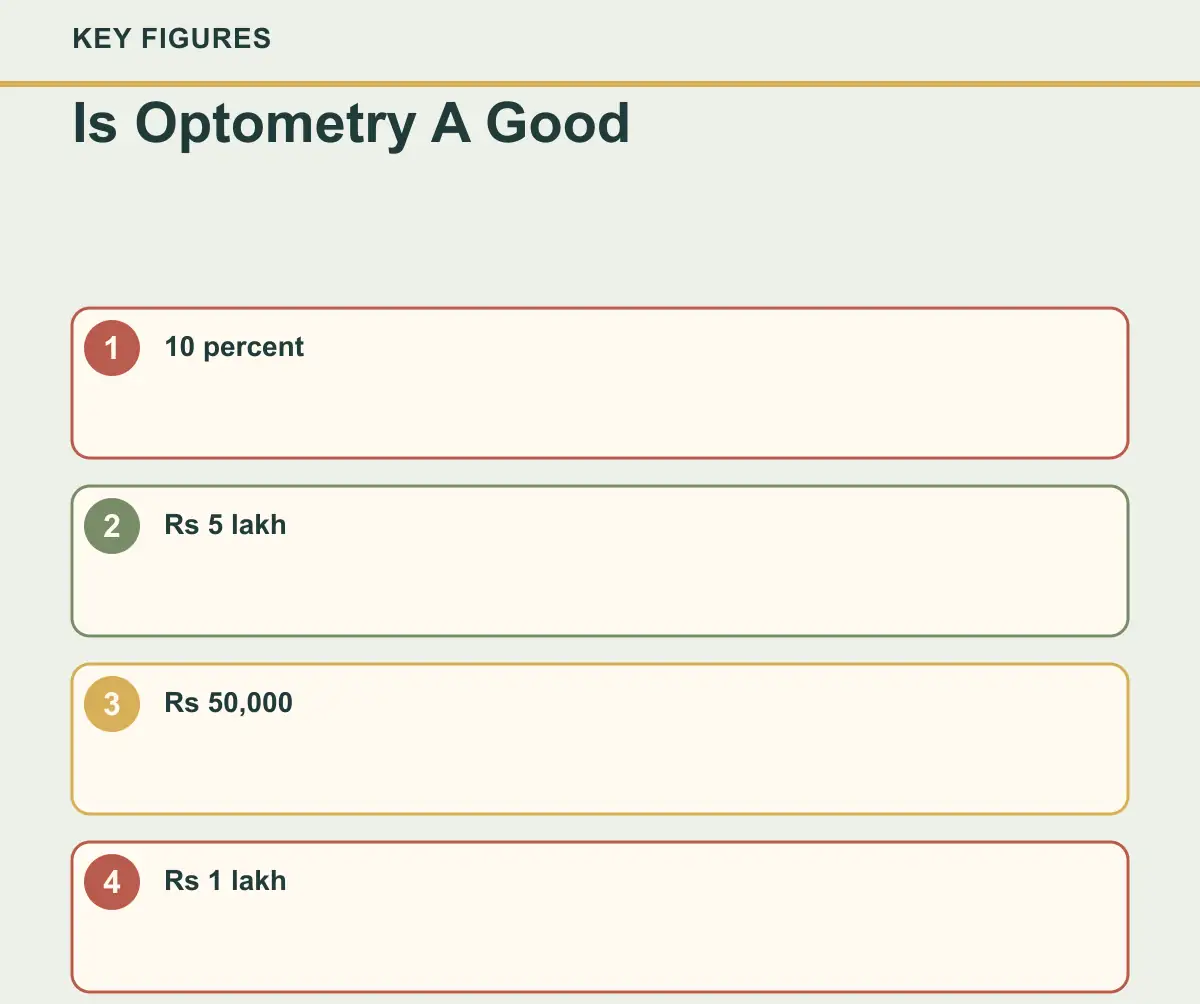 KEY FIGURES
Is Optometry A Good
1 10 percent
2 Rs 5 lakh
3 Rs 50,000
4 Rs 1 lakh